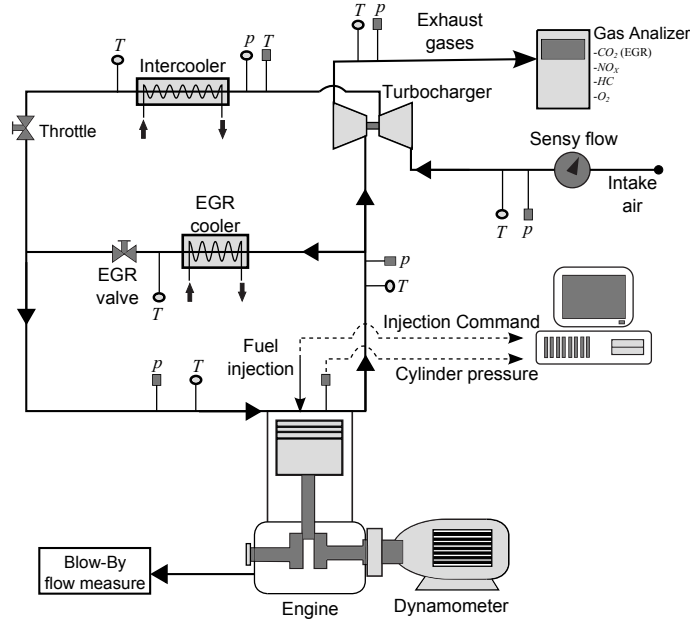 Exhaust
gases
Gas Analizer
-CO2 (EGR)
-NOX
-HC
-O2
T
p
T
p
T
Intercooler
Turbocharger
Throttle
Sensy flow
Intake
air
T
p
EGR
cooler
EGR
valve
T
p
T
Injection Command
Fuel
injection
Cylinder pressure
p
T
Blow-By
flow measure
Engine
Dynamometer